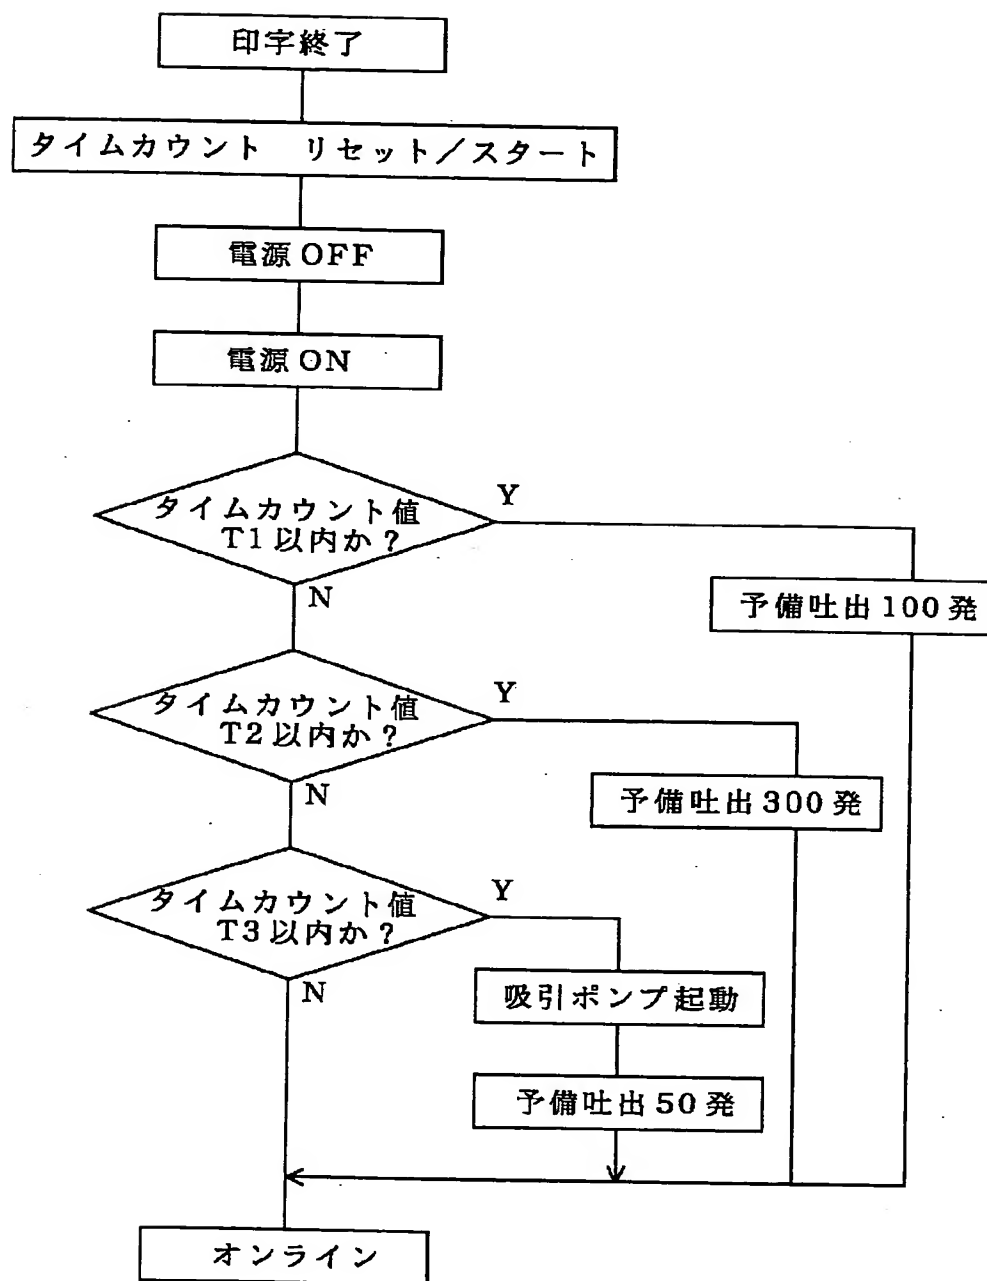 印字終了
タイムカウント リセット/スタート
電源OFF
電源ON
タイムカウント値
T1以内か?
Y
N
予備吐出100発
タイムカウント値
T2以内か?
Y
N
予備吐出300発
タイムカウント値
T3以内か?
Y
N
吸引ポンプ起動
予備吐出50発
オンライン